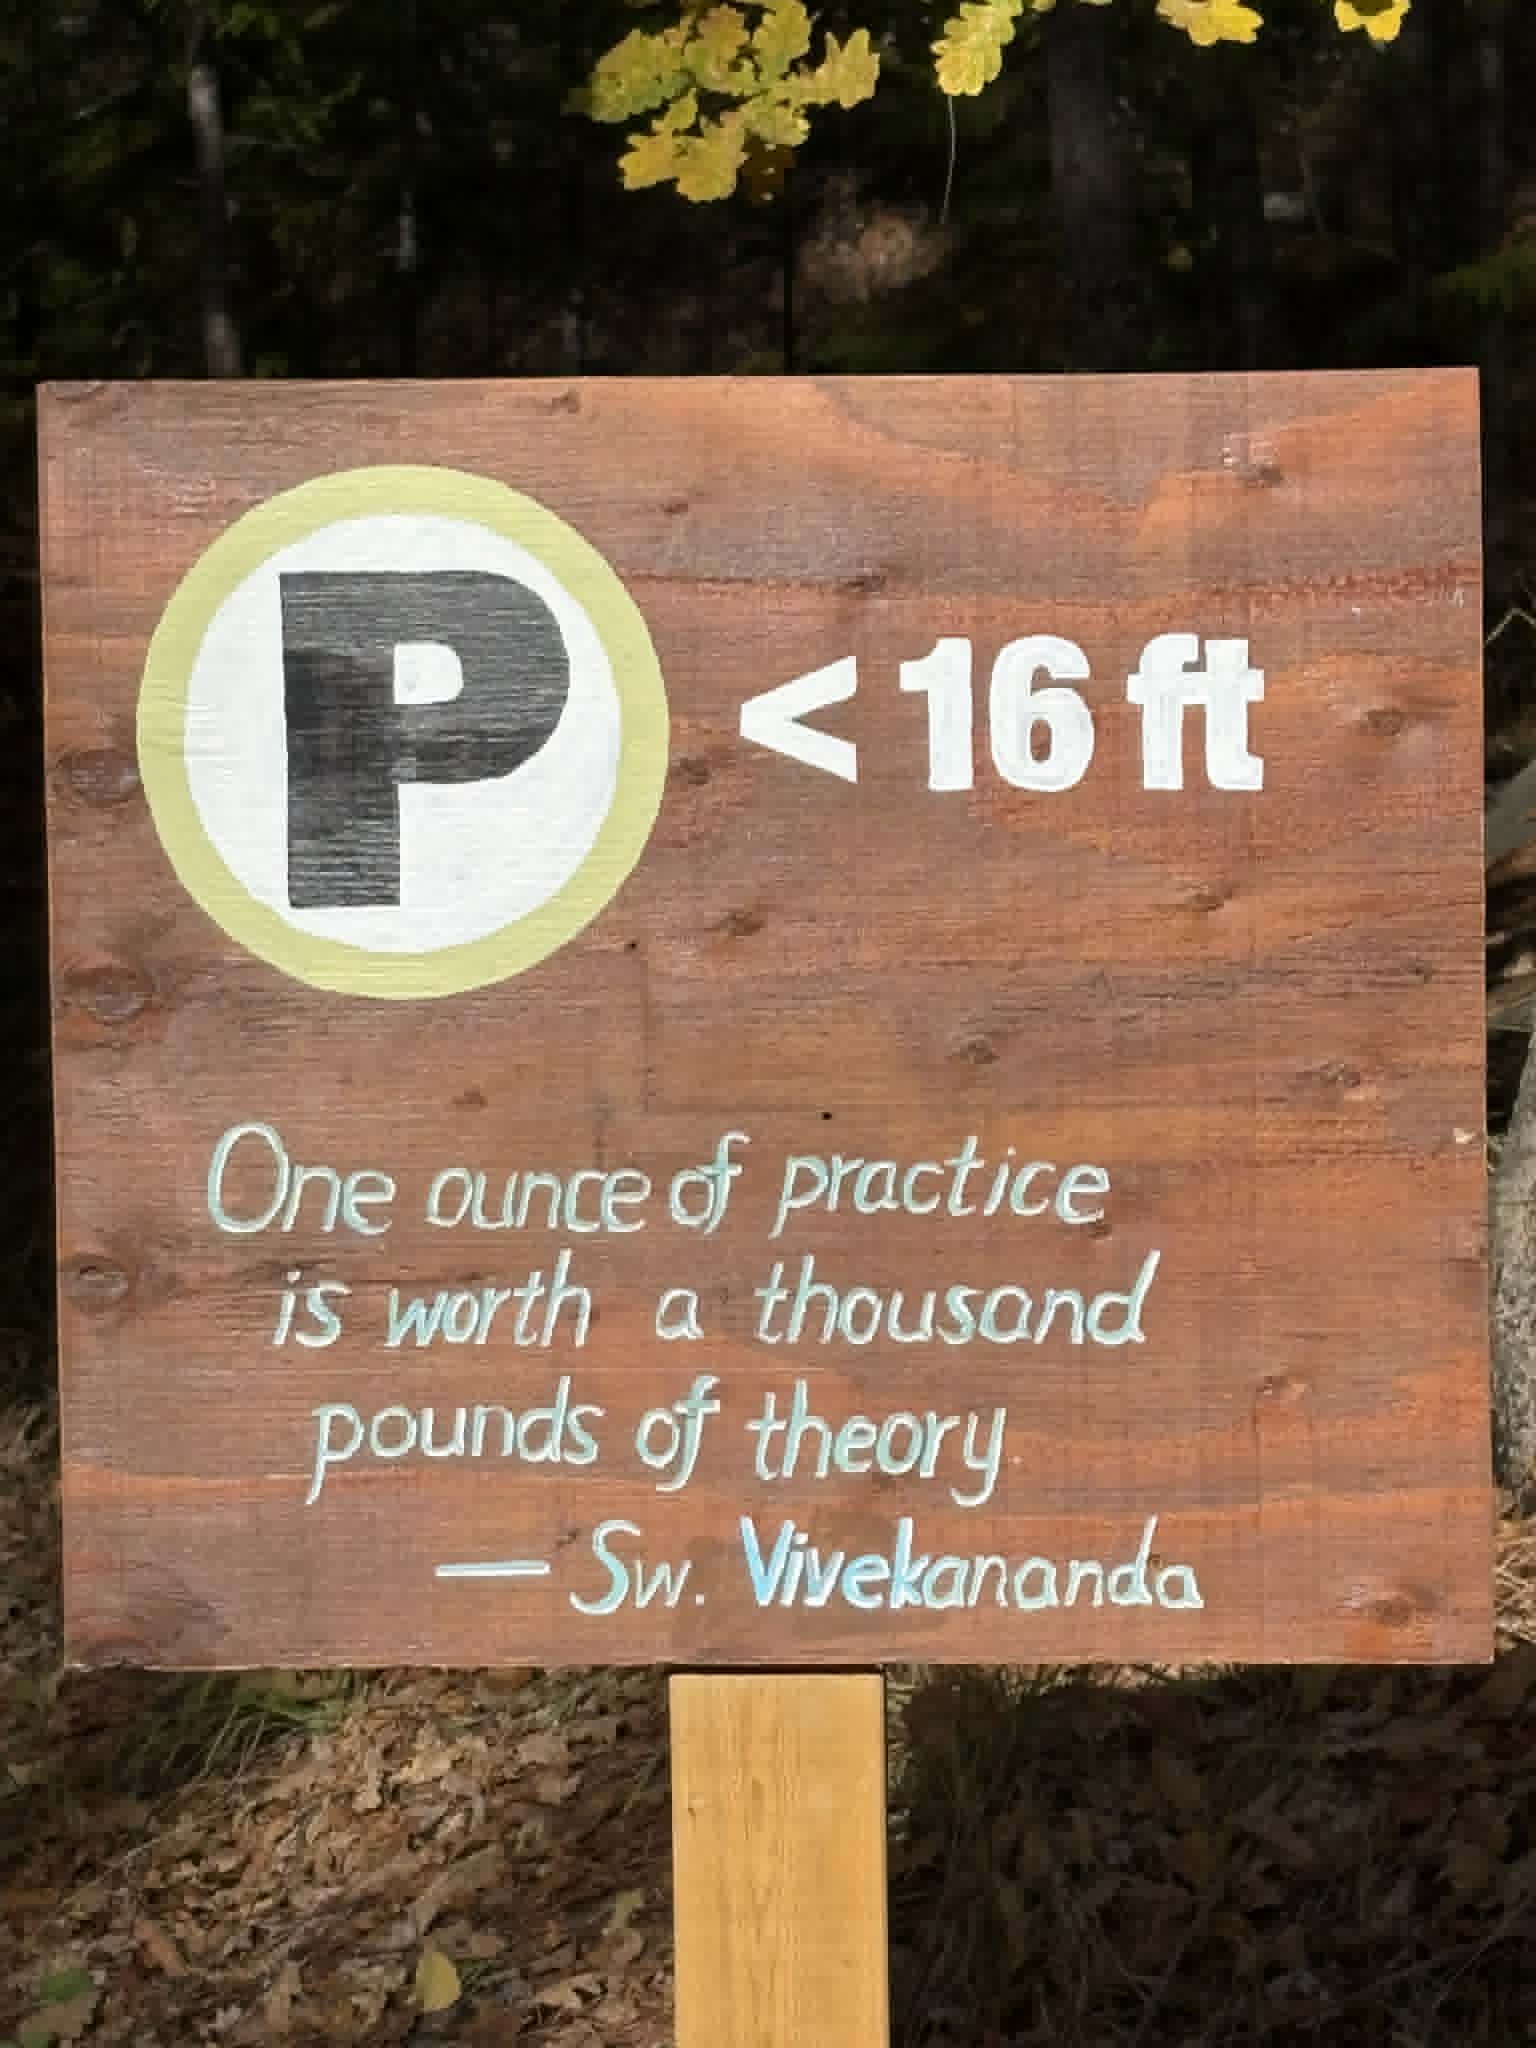 P < 16 ft
One ounce of practice
is worth a thousand
pounds of theory
— Sw. Vivekananda